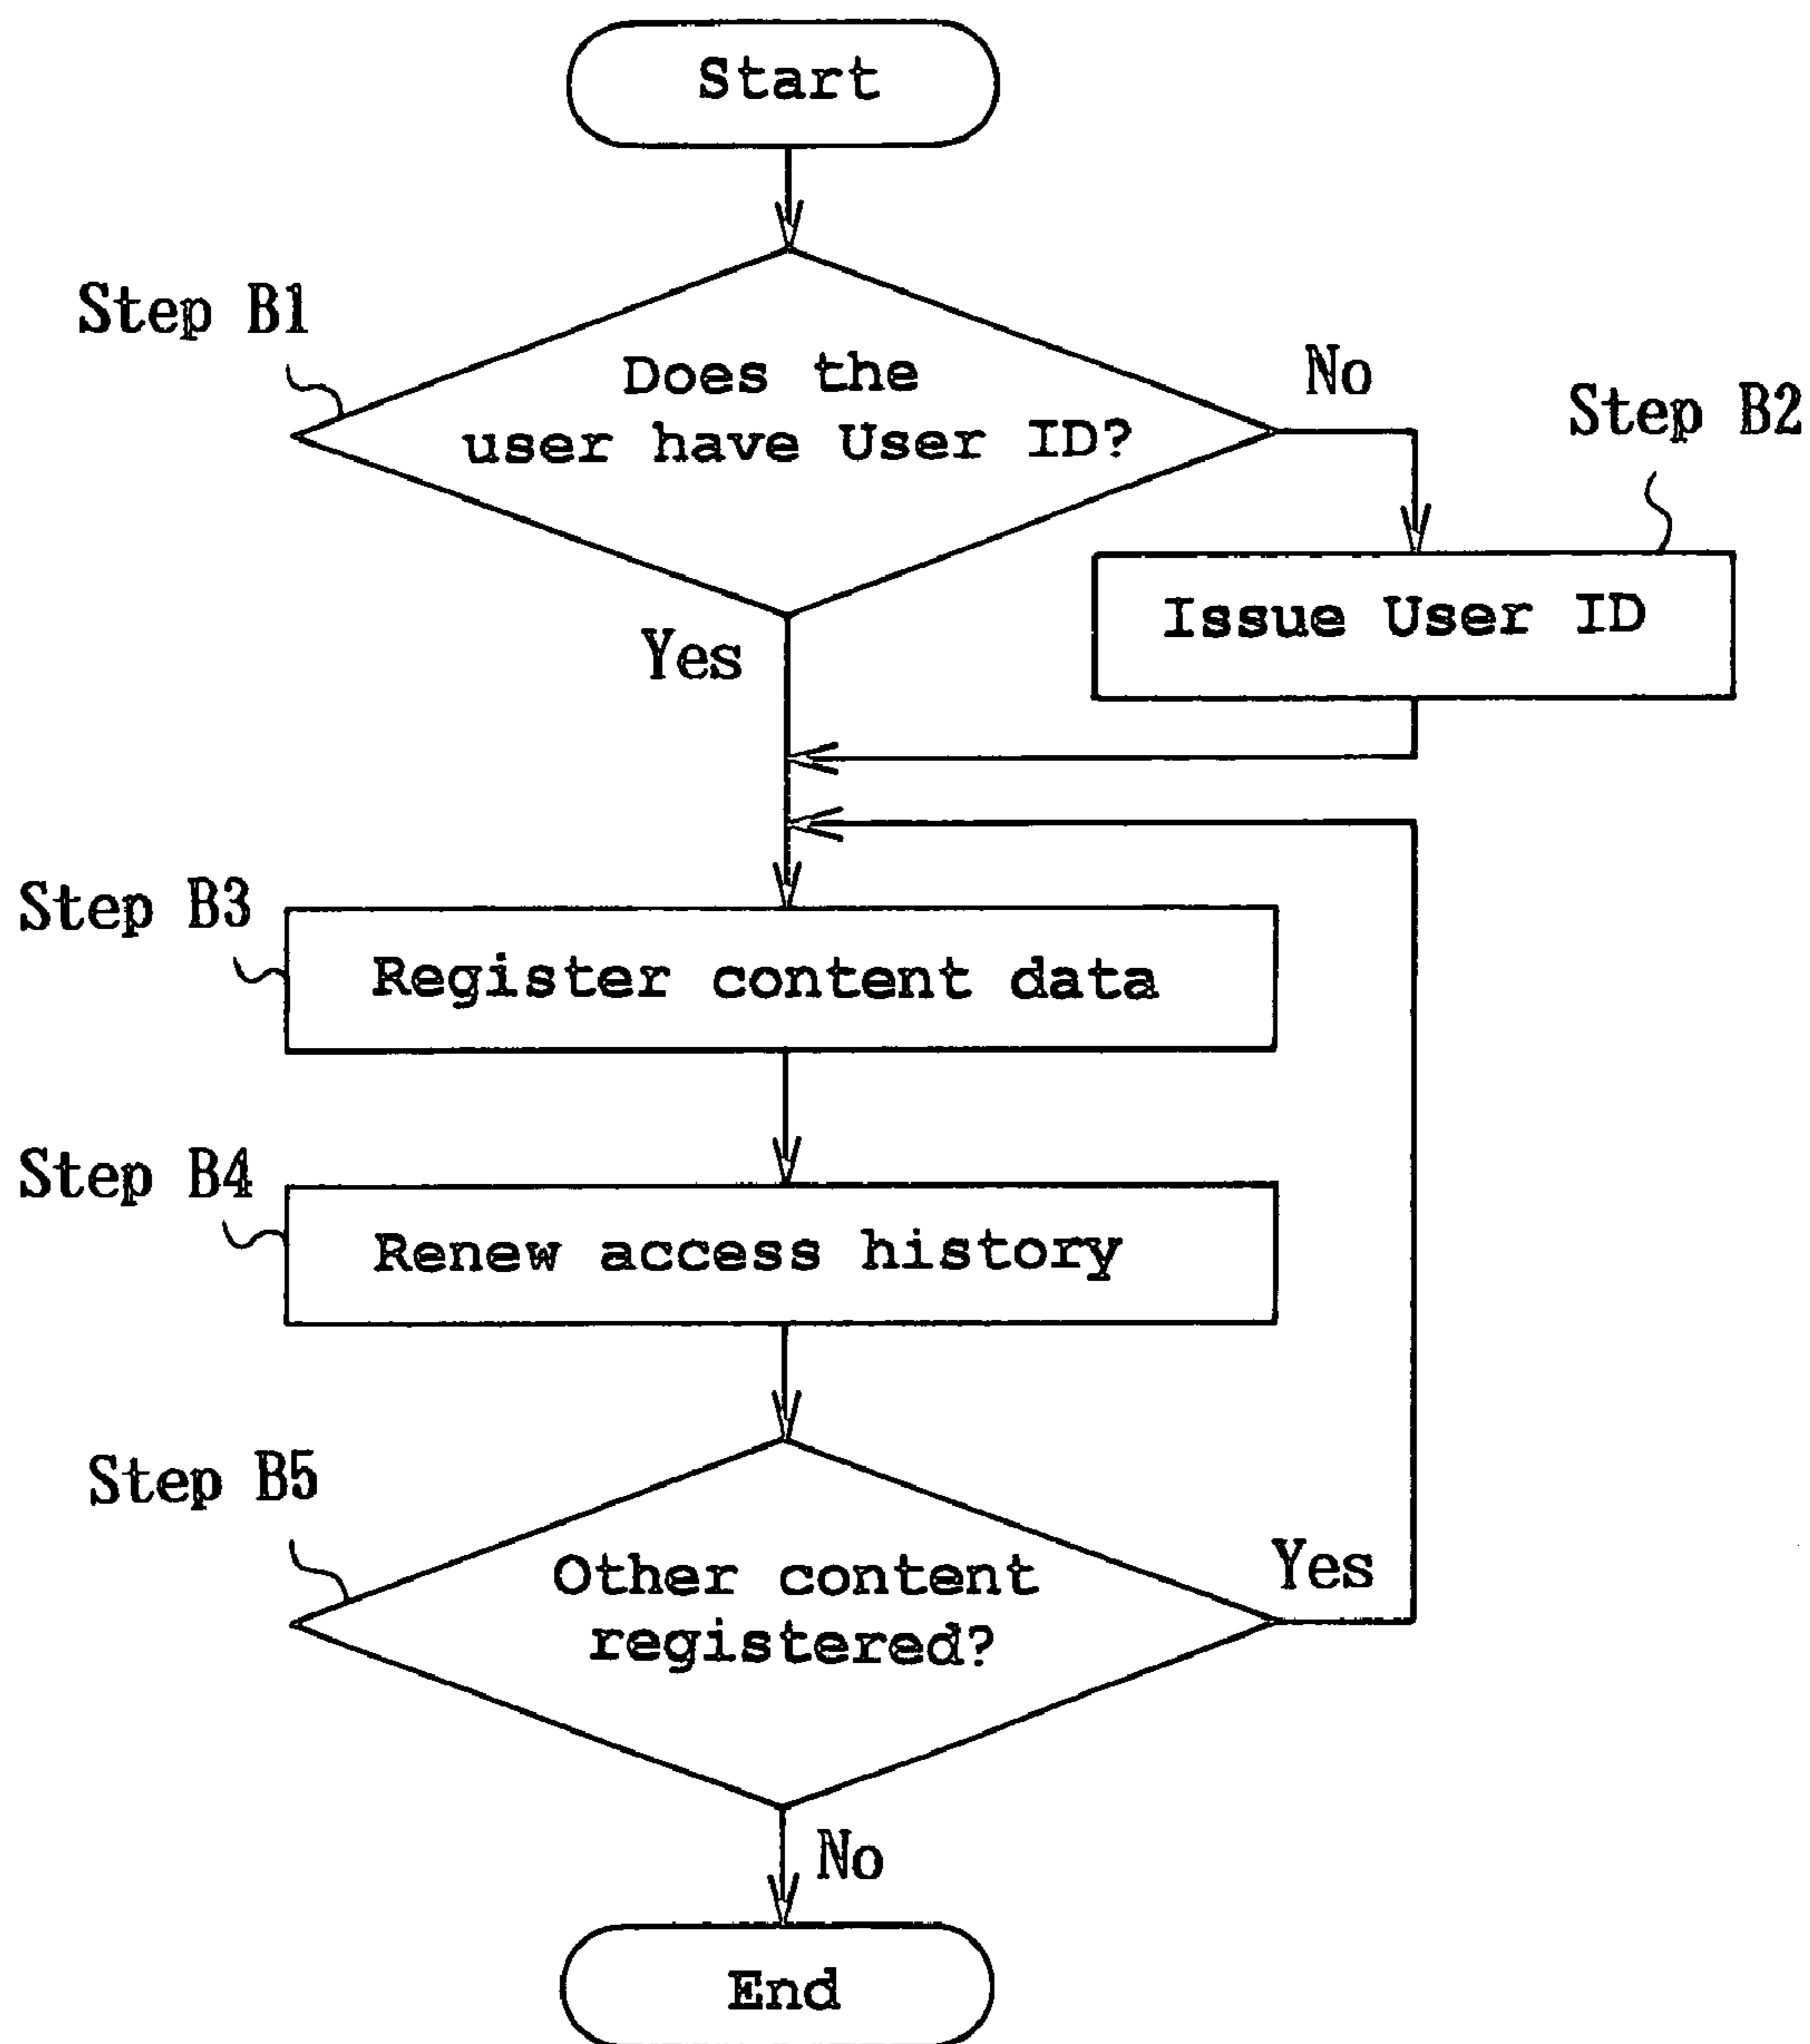 Start
Step B1
Does the
user have User ID?
No
Step B2
Issue User ID
Yes
Step B3
Register content data
Step B4
Renew access history
Step B5
Other content
registered?
Yes
No
End